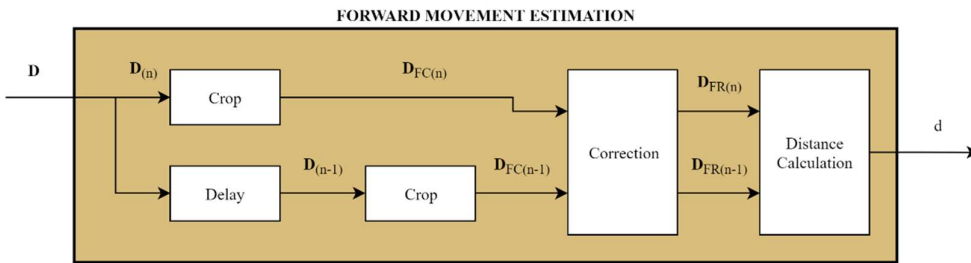 FORWARD MOVEMENT ESTIMATION
D
D(n)
Crop
DFC(n)
Correction
DFR(n)
Distance
Calculation
d
Delay
D(n-1)
Crop
DFC(n-1)
DFR(n-1)